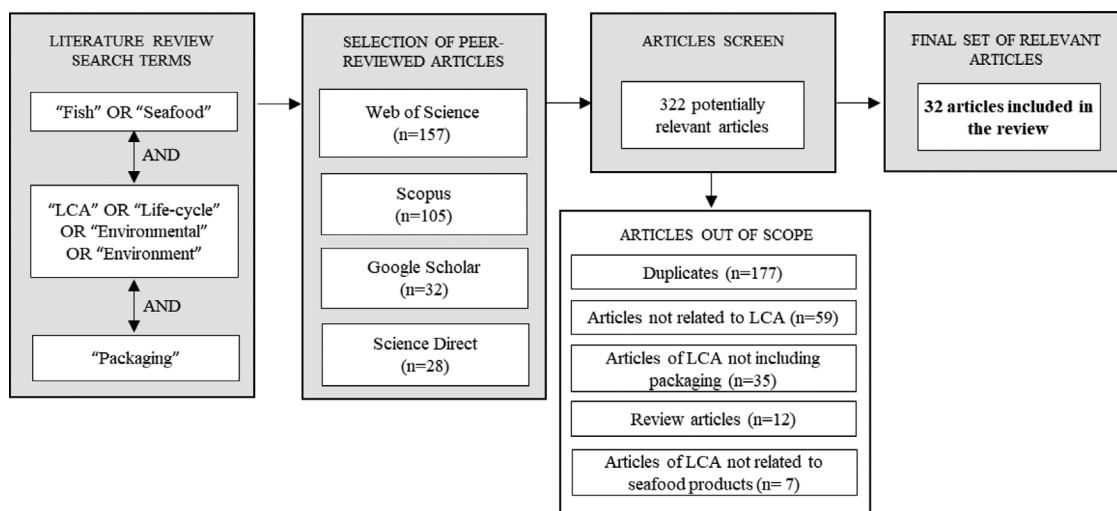 LITERATURE REVIEW
SEARCH TERMS
“Fish” OR “Seafood”
AND
“LCA” OR “Life-cycle”
OR “Environmental”
OR “Environment”
AND
“Packaging”
SELECTION OF PEER-
REVIEWED ARTICLES
Web of Science
(n=157)
Scopus
(n=105)
Google Scholar
(n=32)
Science Direct
(n=28)
ARTICLES SCREEN
322 potentially
relevant articles
ARTICLES OUT OF SCOPE
Duplicates (n=177)
Articles not related to LCA (n=59)
Articles of LCA not including
packaging (n=35)
Review articles (n=12)
Articles of LCA not related to
seafood products (n= 7)
FINAL SET OF RELEVANT
ARTICLES
32 articles included in
the review